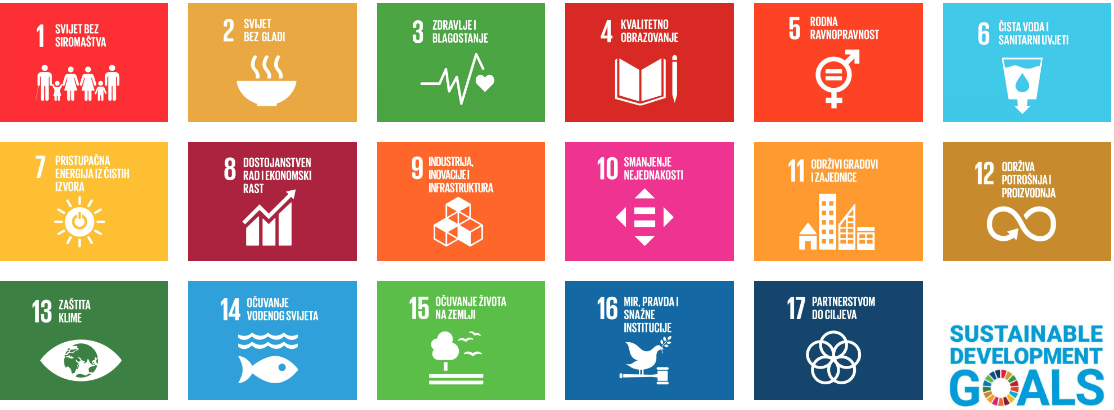 1 SVIJET BEZ
SIROMAŠTVA
2 SVIJET
BEZ GLADI
3 ZDRAVLJE I
BLAGOSTANJE
4 KVALITETNO
OBRAZOVANJE
5 RODNA
RAVNOPRAVNOST
6 ČISTA VODA I
SANITARNI UVJETI
7 PRISTUPAČNA
ENERGIJA IZ ČISTIH
IZVORA
8 DOSTOJANSTVEN
RAD I EKONOMSKI
RAST
9 INDUSTRIJA,
INOVACIJE I
INFRASTRUKTURA
10 SMANJENJE
NEJEDNAKOSTI
11 ODRŽIVI GRADOVI
I ZAJEDNICE
12 ODRŽIVA
POTROŠNJA I
PROIZVODNJA
13 ZAŠTITA
KLIME
14 OČUVANJE
VODENOG SVIJETA
15 OČUVANJE ŽIVOTA
NA ZEMLJI
16 MIR, PRAVDA I
SNAŽNE
INSTITUCIJE
17 PARTNERSTVOM
DO CILJEVA
SUSTAINABLE
DEVELOPMENT
GOALS